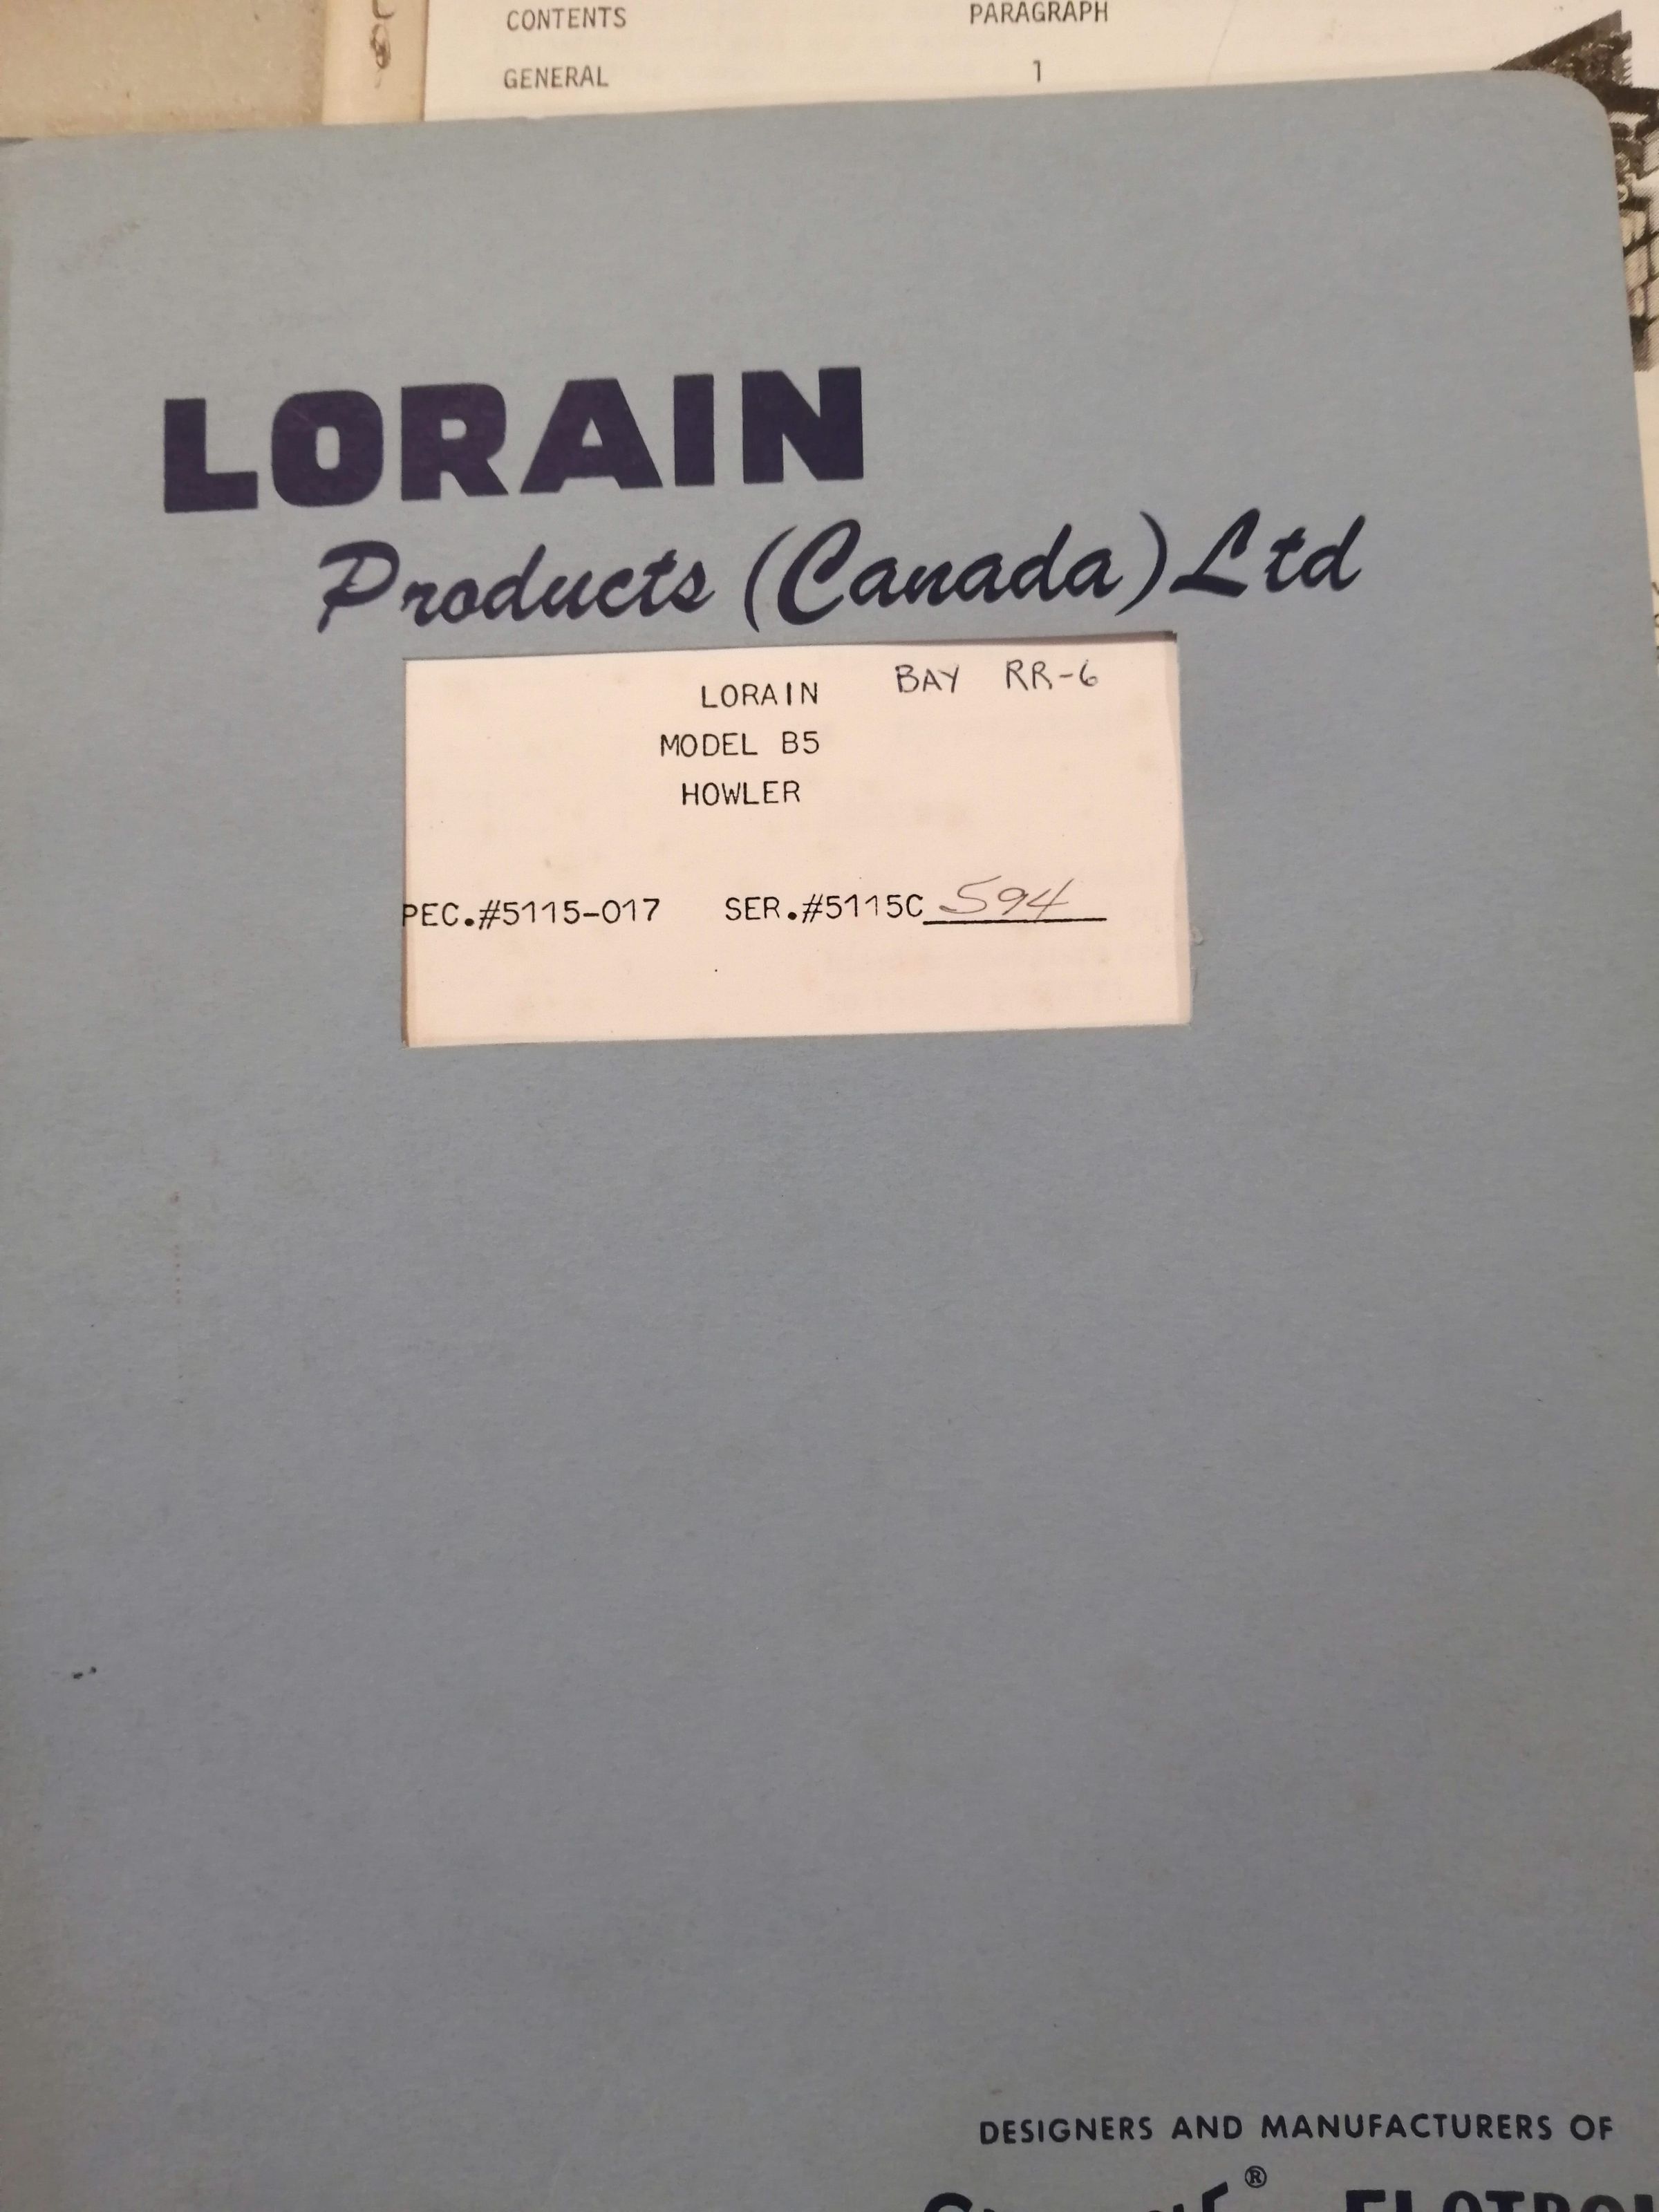 CONTENTS PARAGRAPH
GENERAL 1
LORAIN
Products (Canada) Ltd
LORAIN BAY RR-6
MODEL B5
HOWLER
PEC.#5115-017 SER.#5115C 594
DESIGNERS AND MANUFACTURERS OF
®